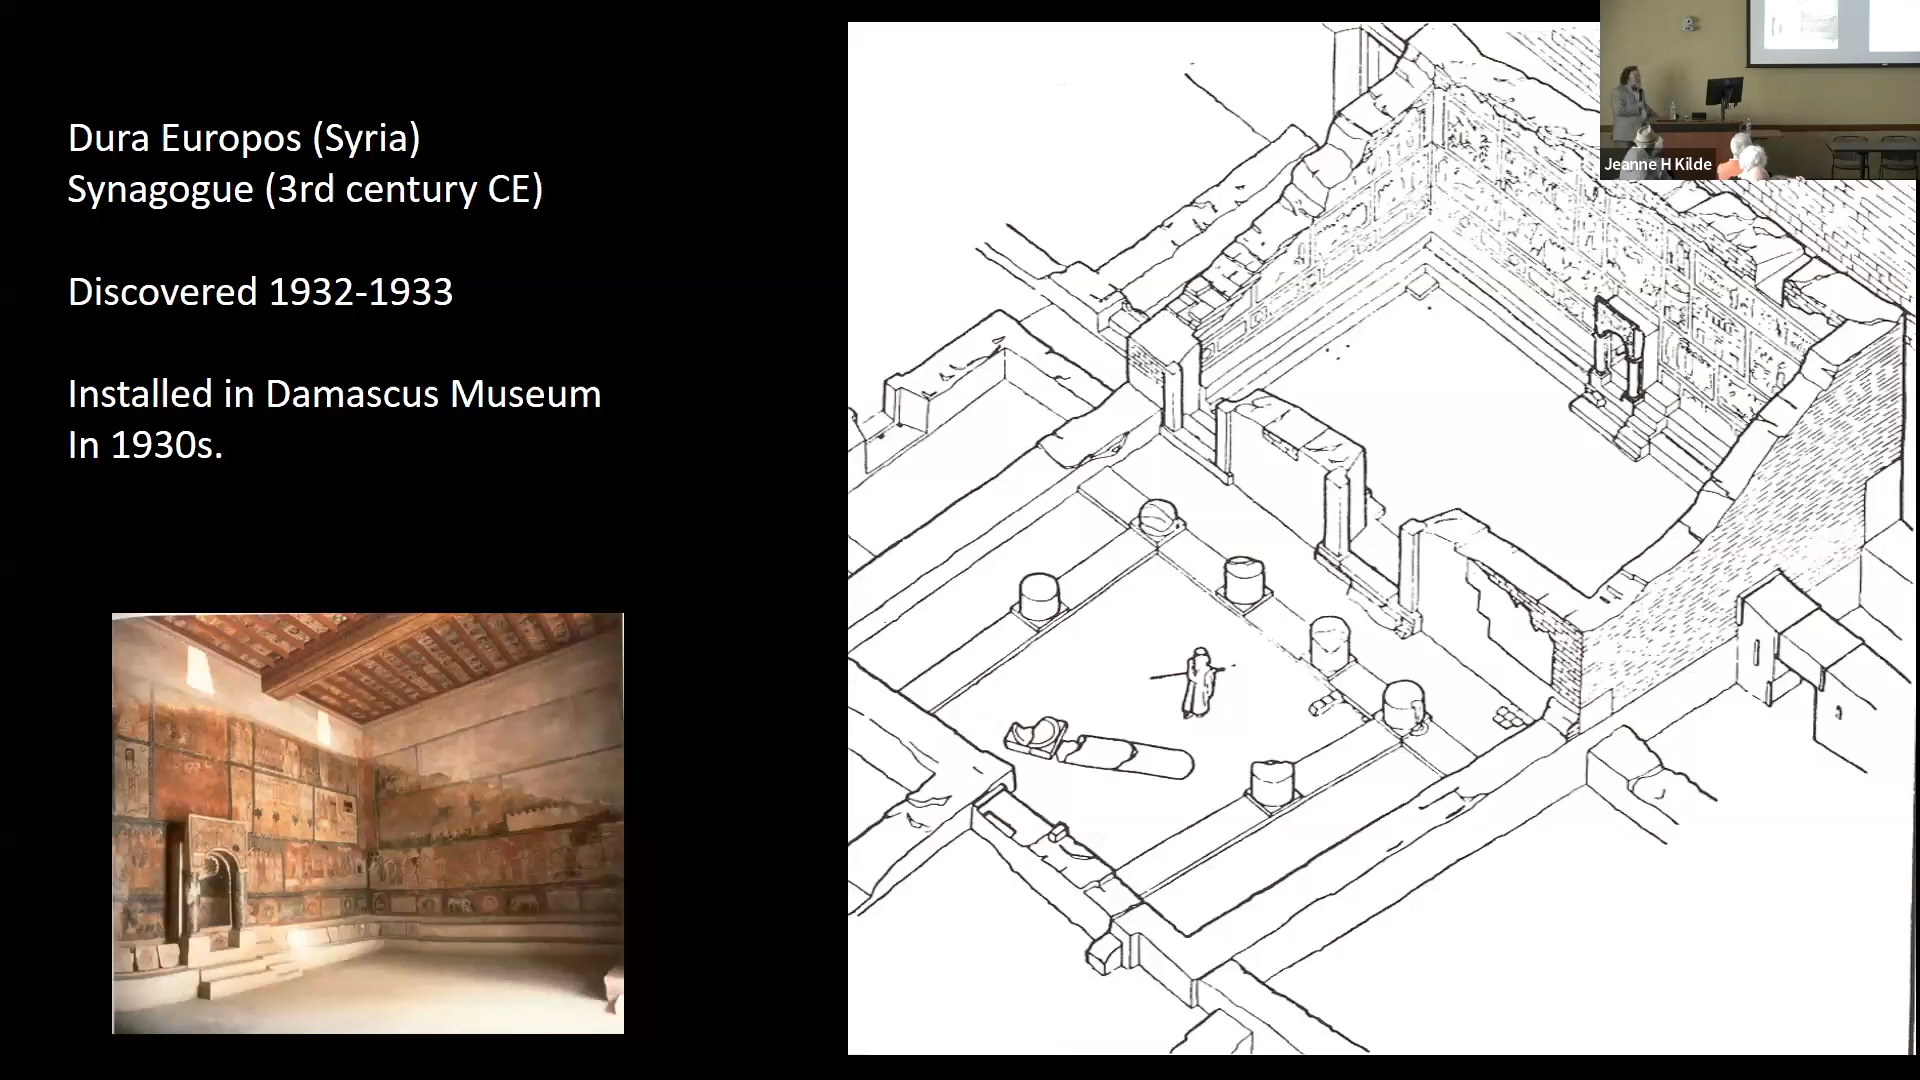 Dura Europos (Syria)
Synagogue (3rd century CE)
Discovered 1932-1933
Installed in Damascus Museum
In 1930s.
Jeanne H Kilde